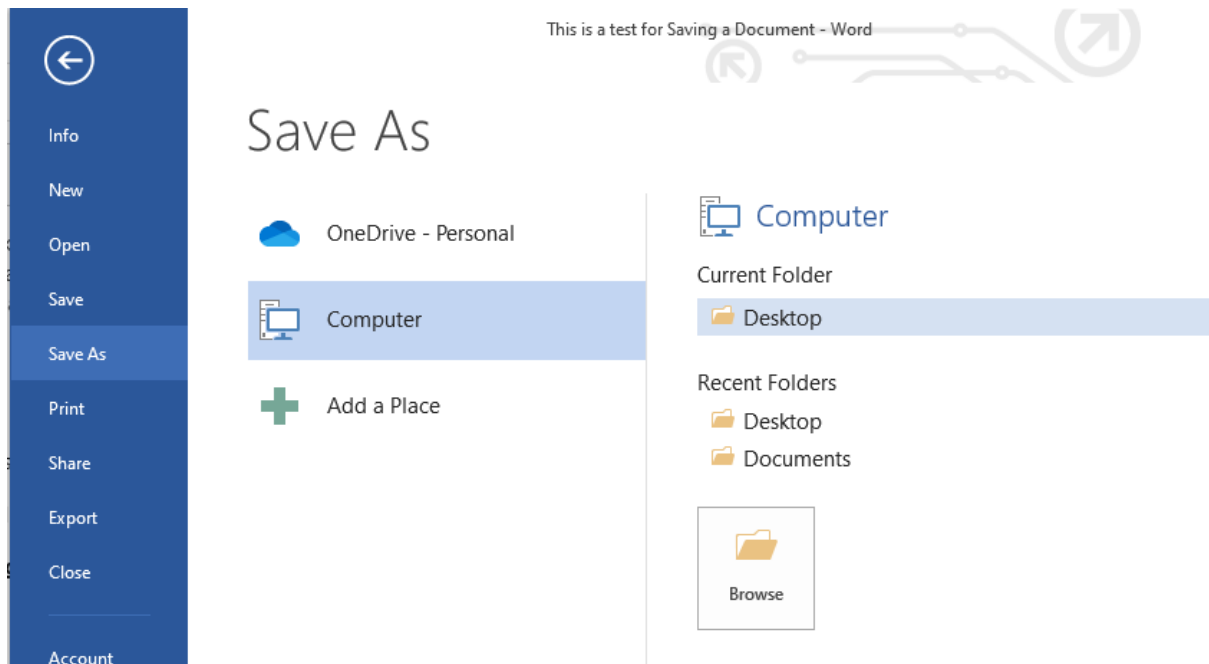 This is a test for Saving a Document - Word
Info
New
Open
Save
Save As
Print
Share
Export
Close
Account
Save As
OneDrive - Personal
Computer
Add a Place
Computer
Current Folder
Desktop
Recent Folders
Desktop
Documents
Browse